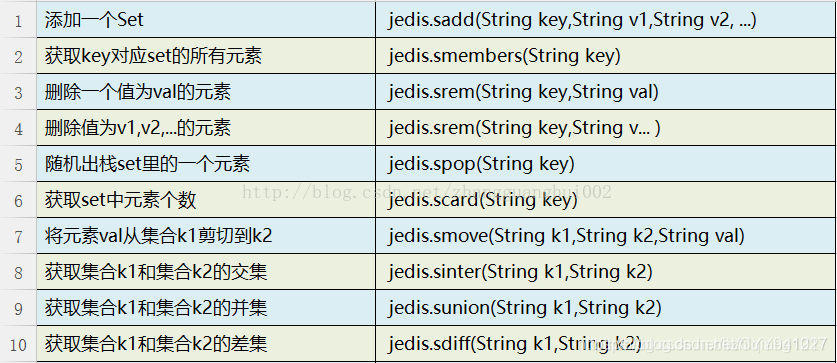 1 添加一个Set jedis.sadd(String key,String v1,String v2, ...)
2 获取key对应set的所有元素 jedis.smembers(String key)
3 删除一个值为val的元素 jedis.srem(String key,String val)
4 删除值为v1,v2,...的元素 jedis.srem(String key,String v... )
5 随机出栈set里的一个元素 jedis.spop(String key)
http://blog.csdn.net/zhangguanghui002
6 获取set中元素个数 jedis.scard(String key)
7 将元素val从集合k1剪切到k2 jedis.smove(String k1,String k2,String val)
8 获取集合k1和集合k2的交集 jedis.sinter(String k1,String k2)
9 获取集合k1和集合k2的并集 jedis.sunion(String k1,String k2)
10 获取集合k1和集合k2的差集 jedis.sdiff(String k1,String k2)